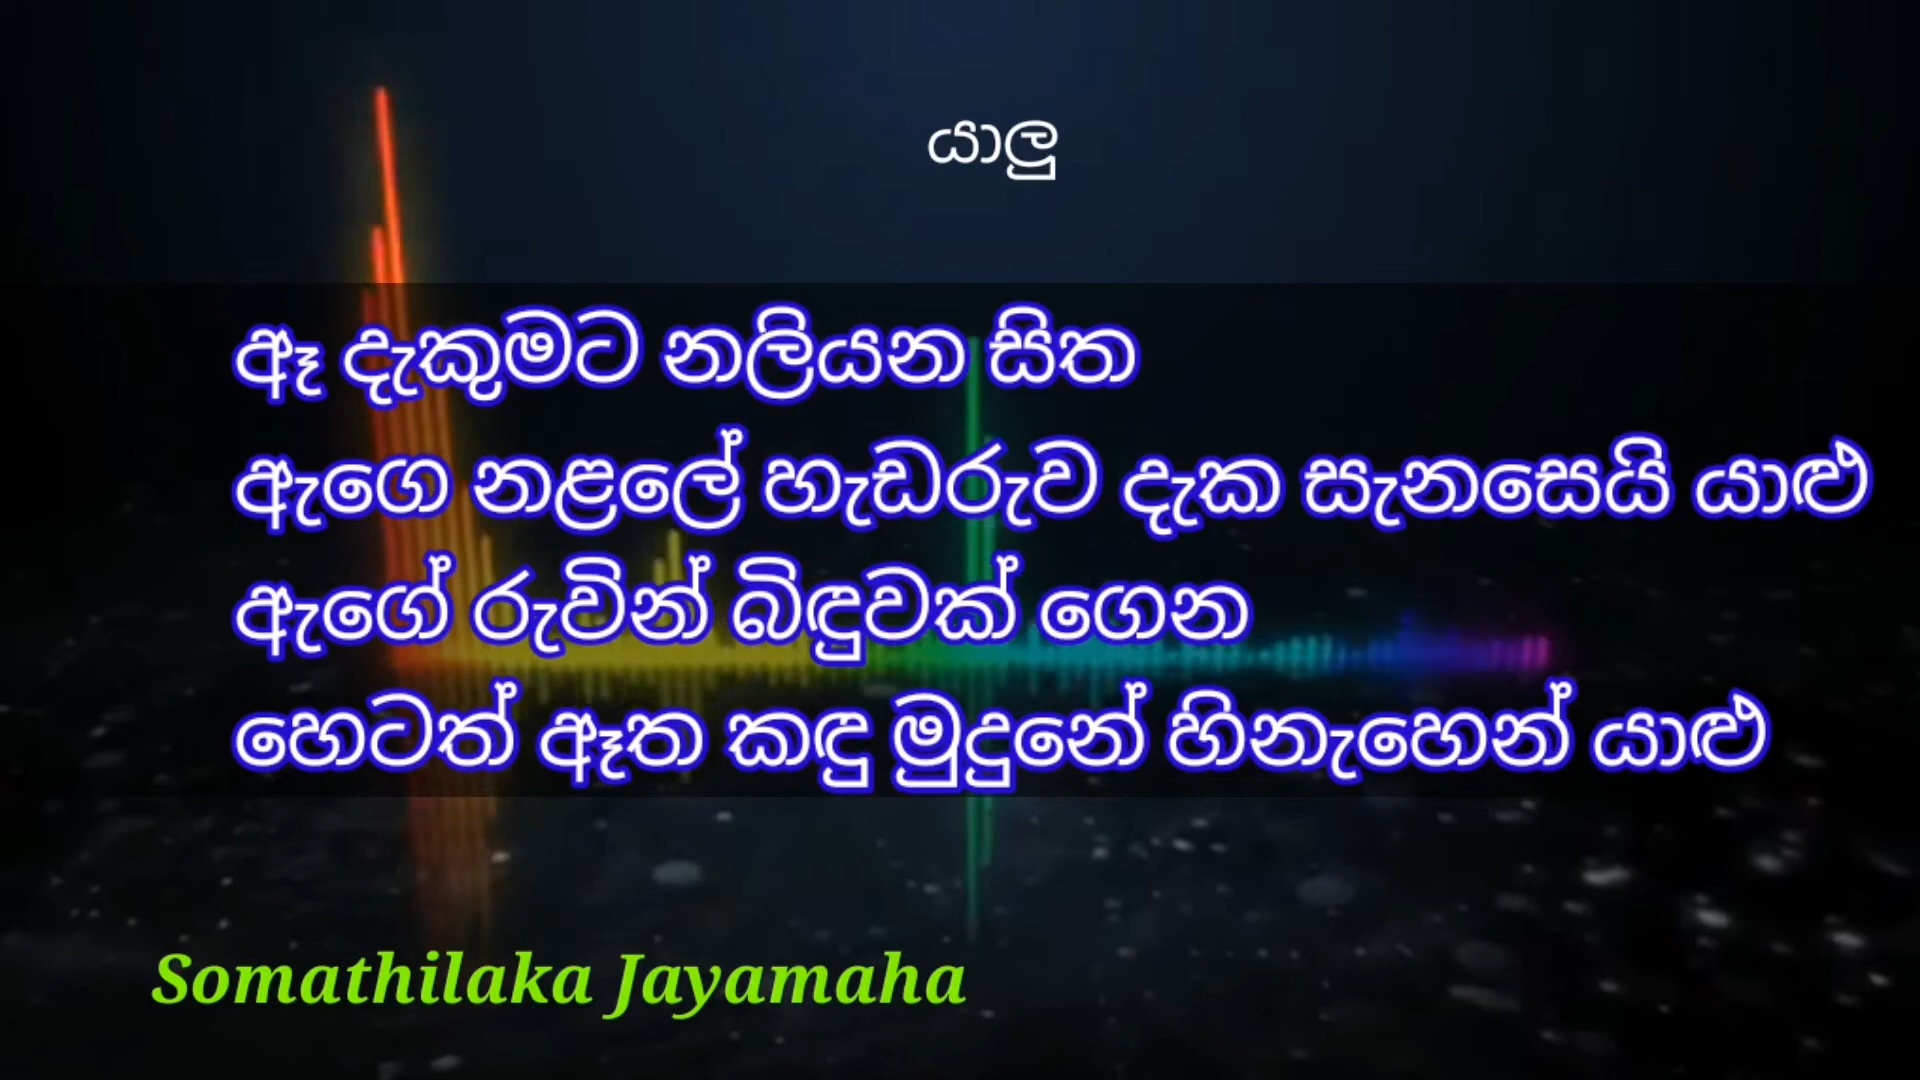 යාලු
ඈ දැකුමට නලියන සිත
ඇගෙ නළලේ හැඩරුව දැක සැනසෙයි යාළු
ඇගේ රුවින් බිඳුවක් ගෙන
හෙටත් ඈත කඳු මුදුනේ හිනැහෙන් යාළු
Somathilaka Jayamaha